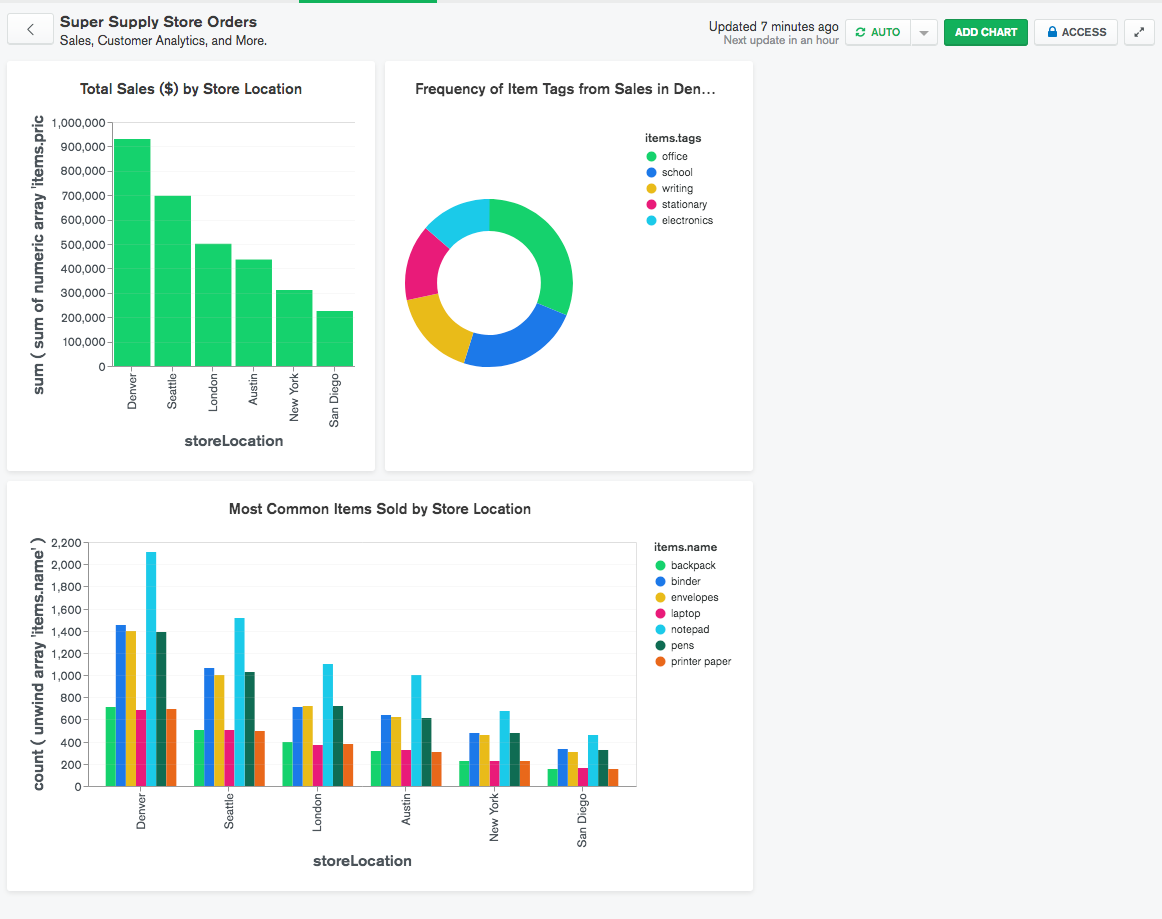 Super Supply Store Orders
Sales, Customer Analytics, and More.
Updated 7 minutes ago
Next update in an hour
AUTO
ADD CHART
ACCESS
Total Sales ($) by Store Location
sum ( sum of numeric array 'items.pric
1,000,000
900,000
800,000
700,000
600,000
500,000
400,000
300,000
200,000
100,000
0
Denver
Seattle
London
Austin
New York
San Diego
storeLocation
Frequency of Item Tags from Sales in Den…
items.tags
office
school
writing
stationary
electronics
Most Common Items Sold by Store Location
count ( unwind array 'items.name' )
2,200
2,000
1,800
1,600
1,400
1,200
1,000
800
600
400
200
0
Denver
Seattle
London
Austin
New York
San Diego
storeLocation
items.name
backpack
binder
envelopes
laptop
notepad
pens
printer paper